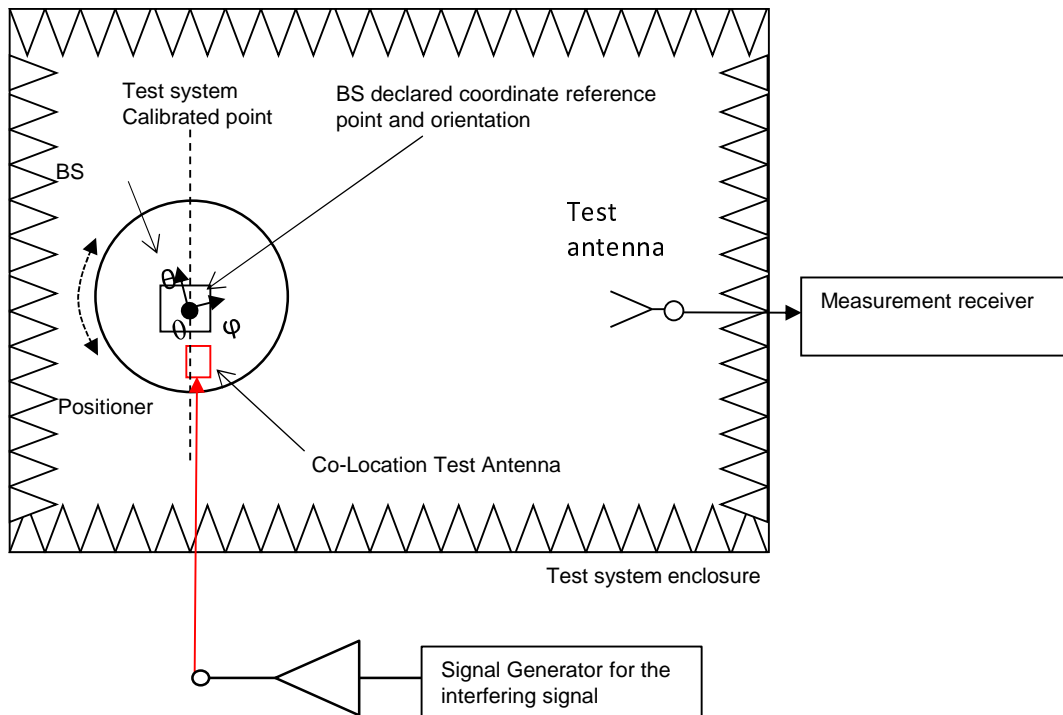 Test system
Calibrated point
BS declared coordinate reference
point and orientation
BS
Test
antenna
θ
θ
φ
Measurement receiver
Positioner
Co-Location Test Antenna
Test system enclosure
Signal Generator for the
interfering signal